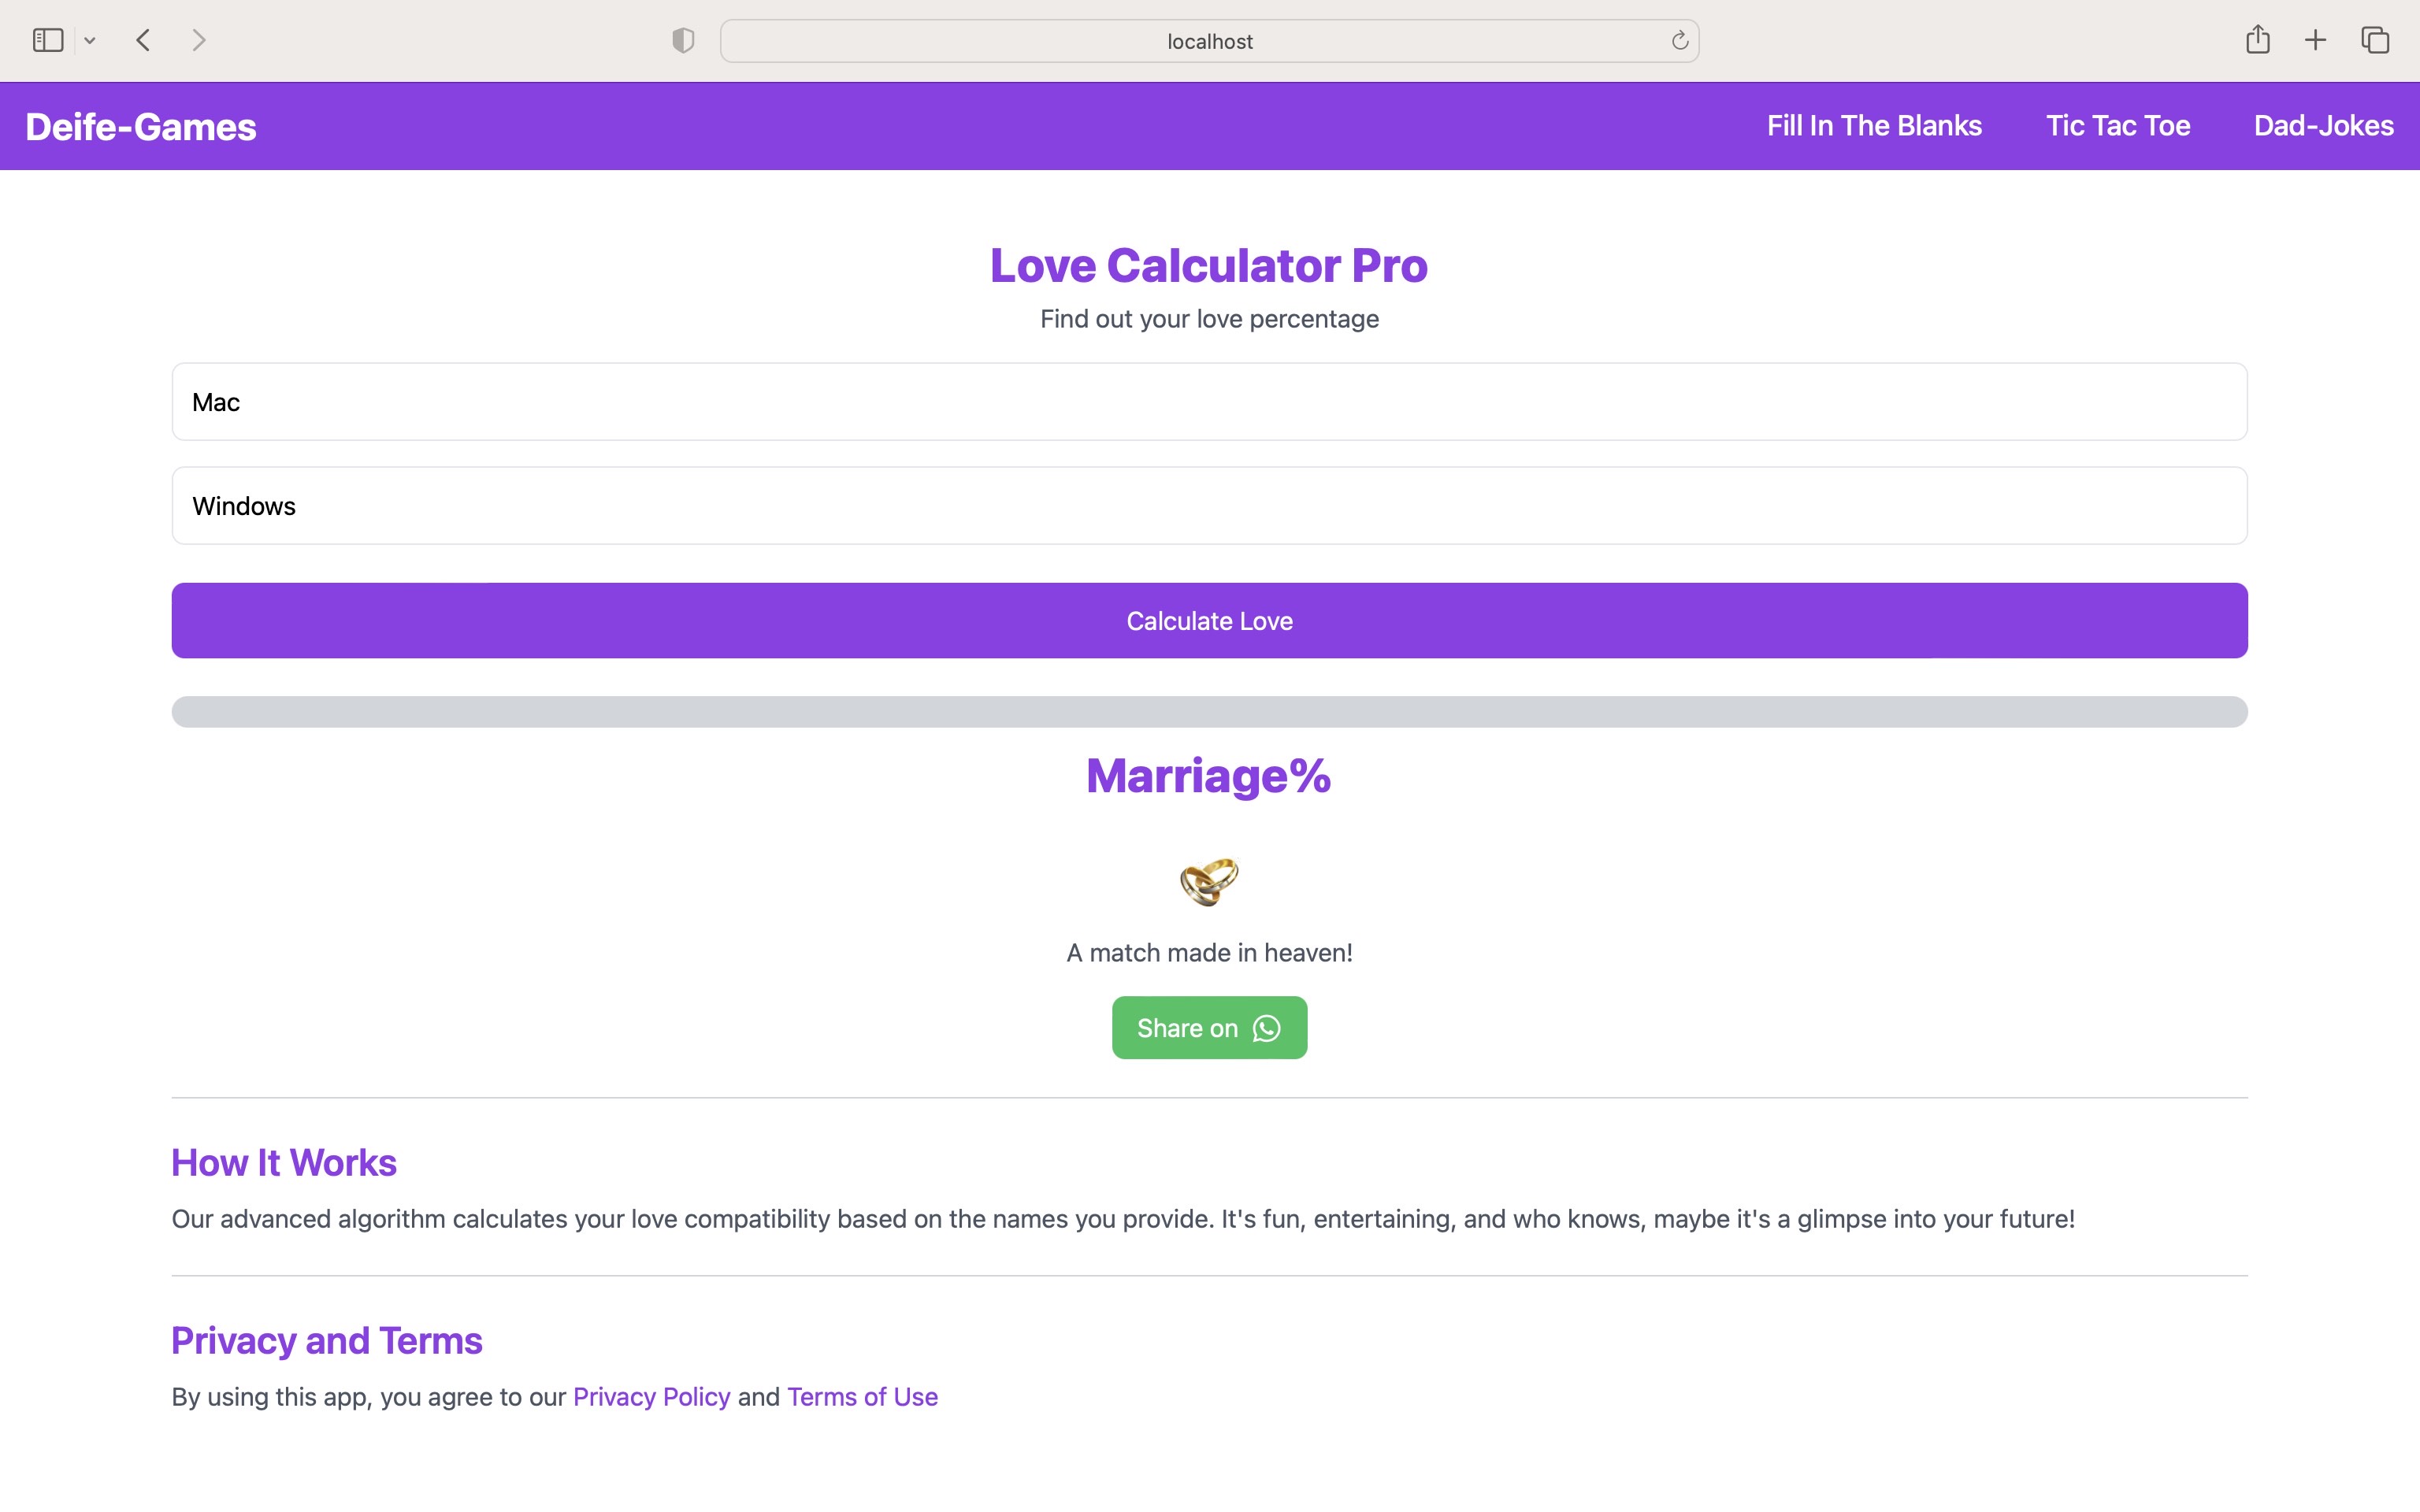 localhost
Deife-Games
Fill In The Blanks
Tic Tac Toe
Dad-Jokes
Love Calculator Pro
Find out your love percentage
Mac
Windows
Calculate Love
Marriage%
A match made in heaven!
Share on
How It Works
Our advanced algorithm calculates your love compatibility based on the names you provide. It's fun, entertaining, and who knows, maybe it's a glimpse into your future!
Privacy and Terms
By using this app, you agree to our Privacy Policy and Terms of Use